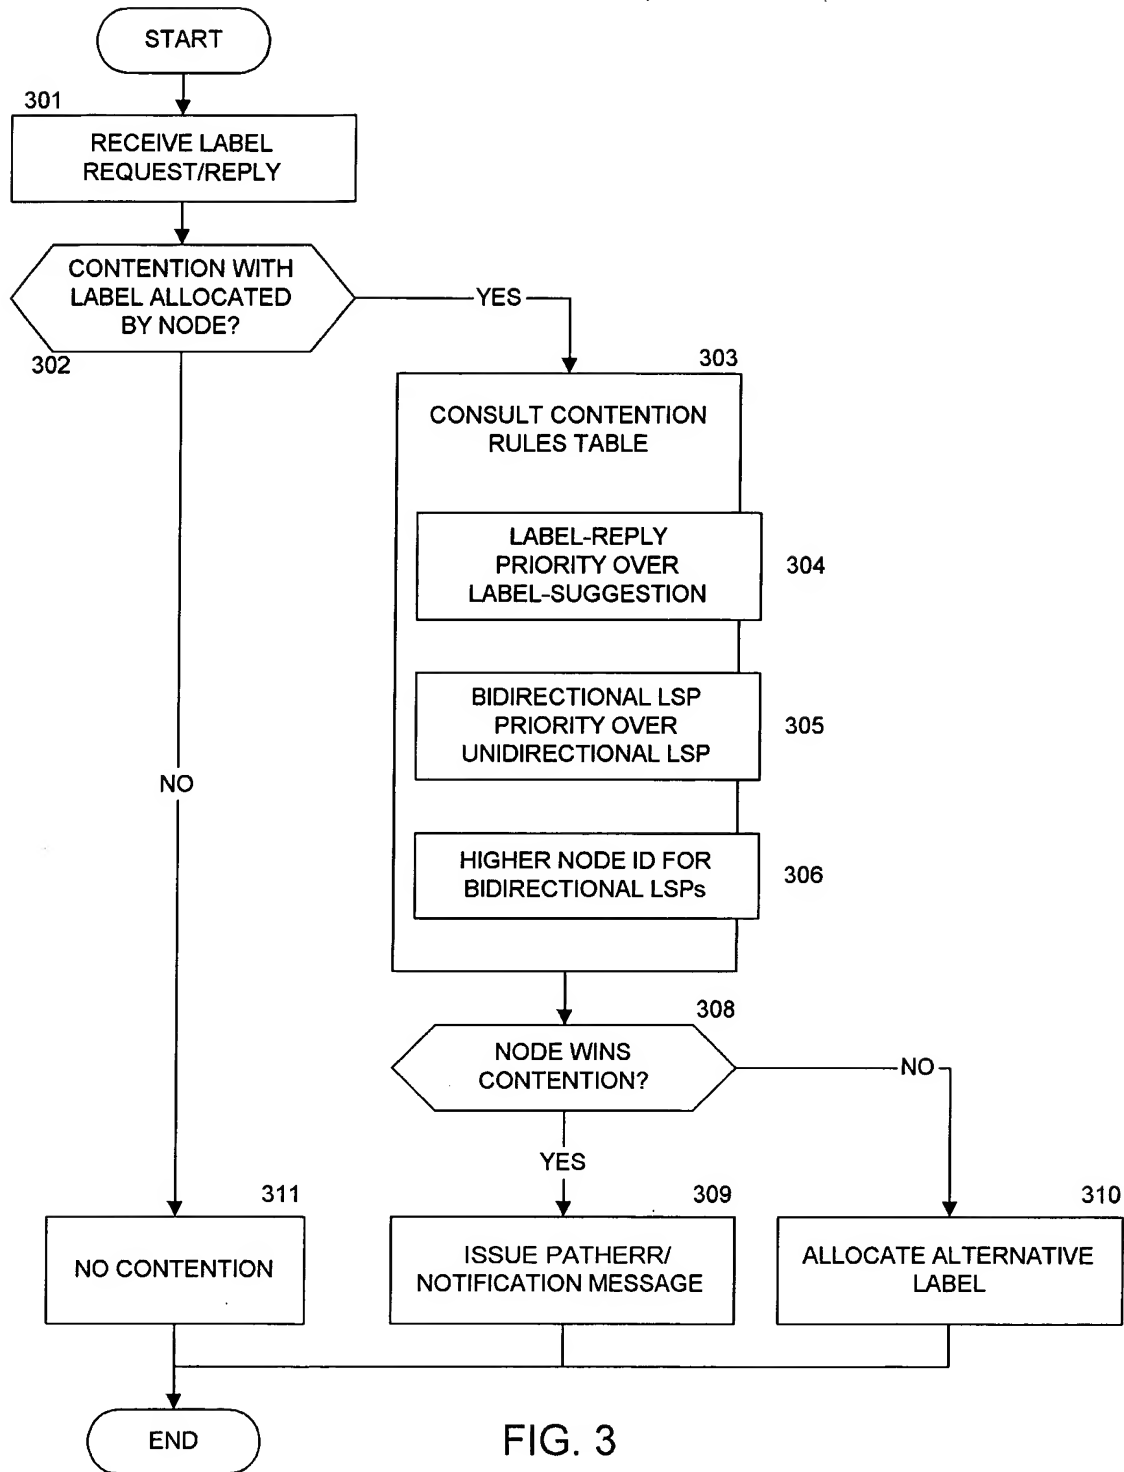 START
301
RECEIVE LABEL
REQUEST/REPLY
CONTENTION WITH
LABEL ALLOCATED
BY NODE?
302
YES
303
CONSULT CONTENTION
RULES TABLE
LABEL-REPLY
PRIORITY OVER
LABEL-SUGGESTION
304
BIDIRECTIONAL LSP
PRIORITY OVER
UNIDIRECTIONAL LSP
305
NO
HIGHER NODE ID FOR
BIDIRECTIONAL LSPs
306
308
NODE WINS
CONTENTION?
NO
YES
311
NO CONTENTION
309
ISSUE PATHERR/
NOTIFICATION MESSAGE
310
ALLOCATE ALTERNATIVE
LABEL
END
FIG. 3